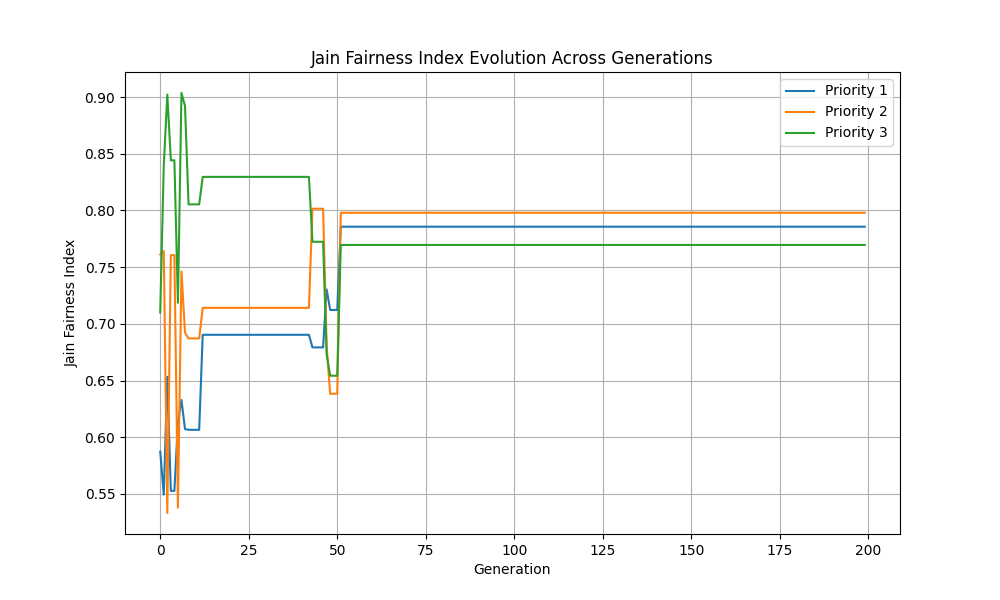 Jain Fairness Index Evolution Across Generations
Priority 1
Priority 2
Priority 3
Jain Fairness Index
0.90
0.85
0.80
0.75
0.70
0.65
0.60
0.55
0 25 50 75 100 125 150 175 200
Generation